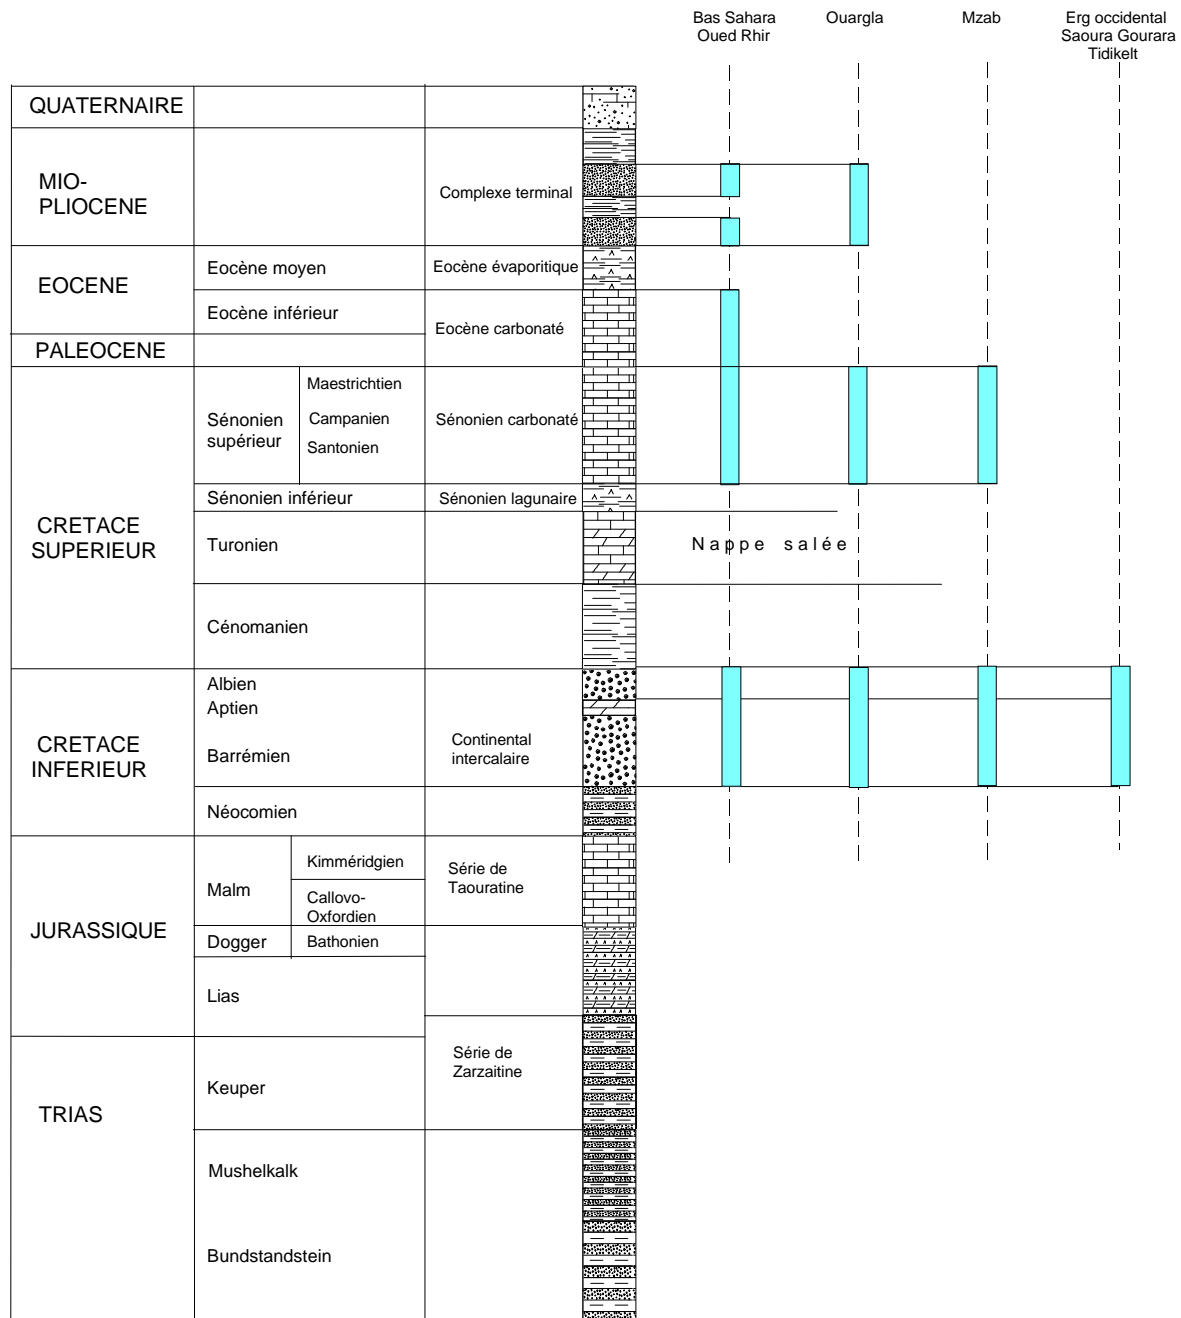 Bas Sahara
Oued Rhir
Ouargla
Mzab
Erg occidental
Saoura Gourara
Tidikelt
QUATERNAIRE
MIO-
PLIOCENE
Complexe terminal
EOCENE
Eocène moyen
Eocène évaporitique
Eocène inférieur
Eocène carbonaté
PALEOCENE
CRETACE
SUPERIEUR
Sénonien
supérieur
Maestrichtien
Campanien
Santonien
Sénonien carbonaté
Sénonien inférieur
Sénonien lagunaire
Turonien
Nappe salée
Cénomanien
CRETACE
INFERIEUR
Albien
Aptien
Barrémien
Continental
intercalaire
Néocomien
JURASSIQUE
Malm
Kimméridgien
Callovo-
Oxfordien
Série de
Taouratine
Dogger
Bathonien
Lias
TRIAS
Série de
Zarzaitine
Keuper
Mushelkalk
Bundstandstein